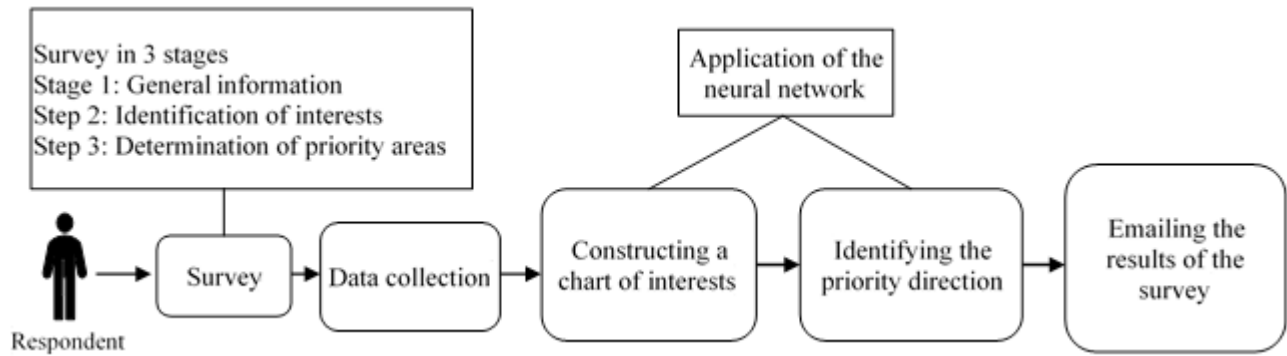 Survey in 3 stages
Stage 1: General information
Step 2: Identification of interests
Step 3: Determination of priority areas
Application of the
neural network
Respondent
Survey
Data collection
Constructing a
chart of interests
Identifying the
priority direction
Emailing the
results of the
survey